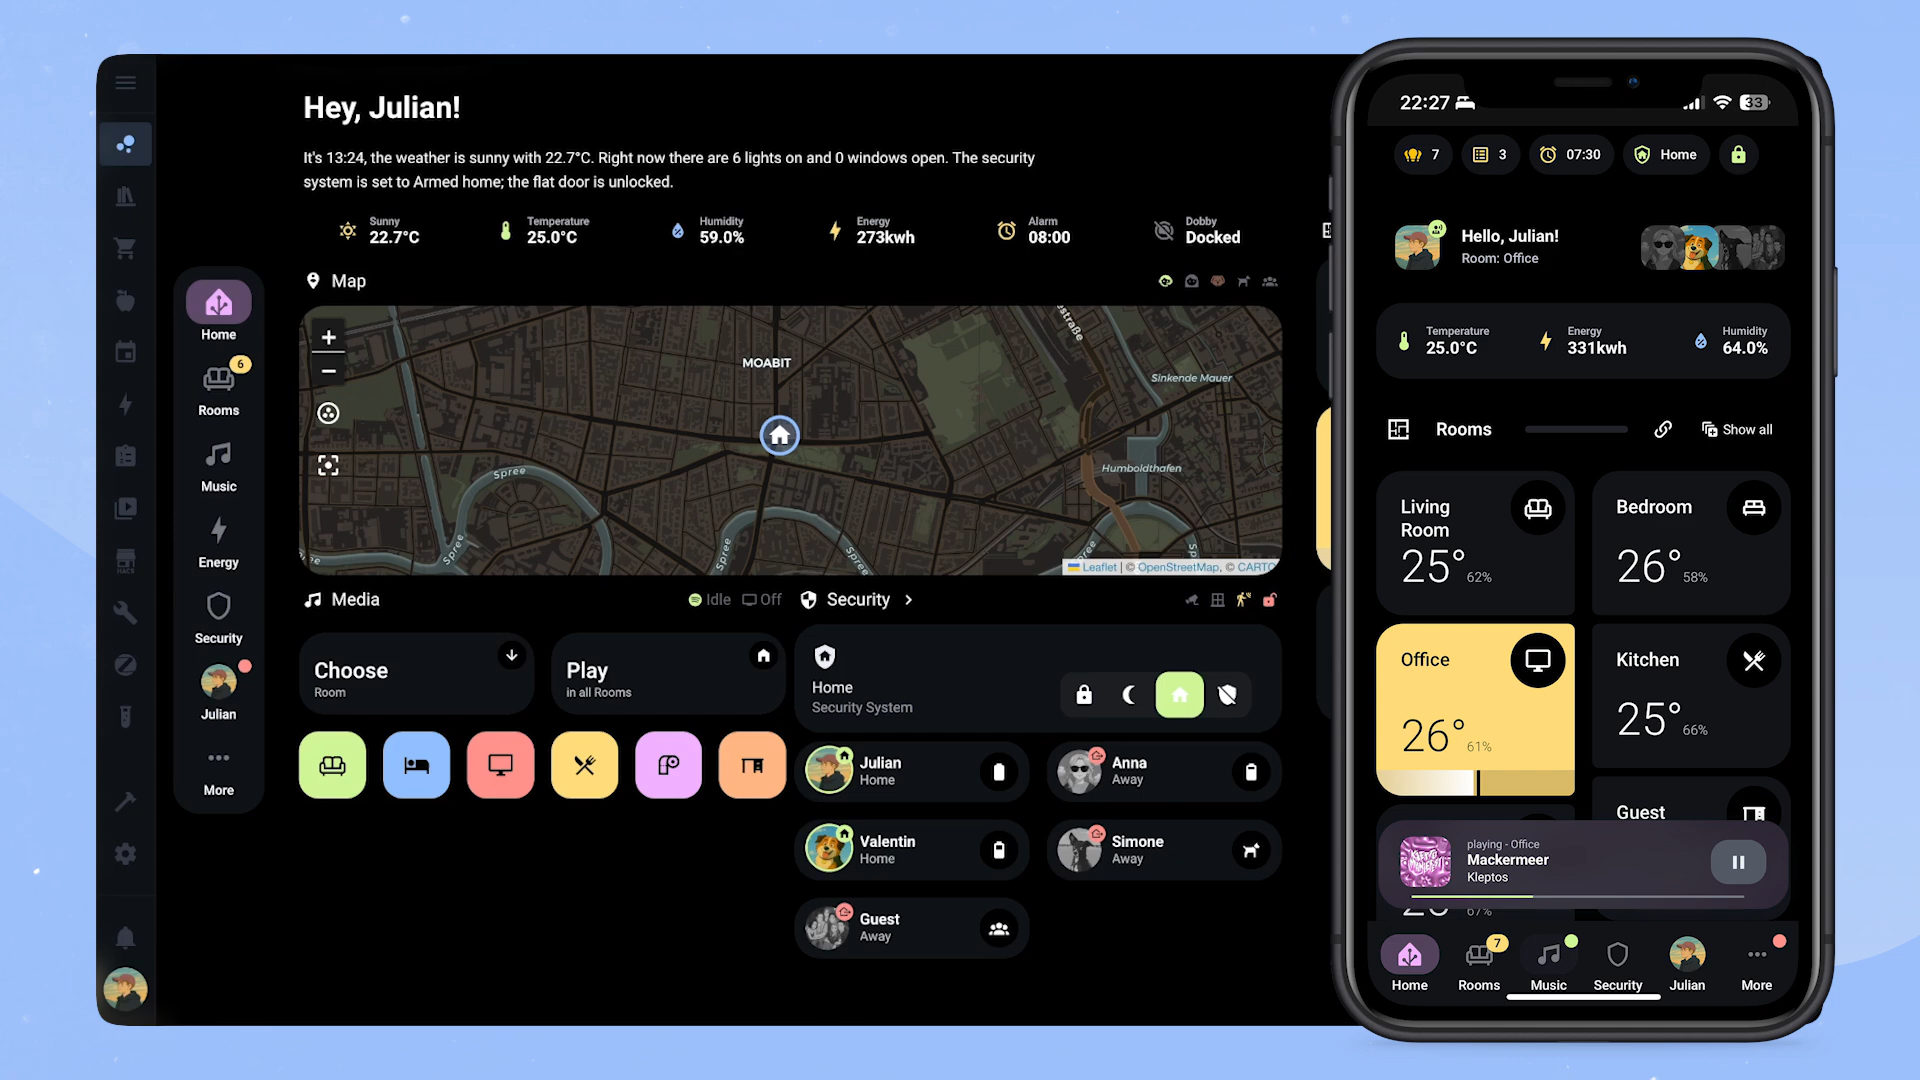 Hey, Julian!
It's 13:24, the weather is sunny with 22.7°C. Right now there are 6 lights on and 0 windows open. The security
system is set to Armed home; the flat door is unlocked.
Sunny
22.7°C
Temperature
25.0°C
Humidity
59.0%
Energy
273kwh
Alarm
08:00
Dobby
Docked
HACS
Home
6
Rooms
Music
Energy
Security
Julian
More
Map
+
−
MOABIT
Sinkende Mauer
Humboldthafen
Spree
Spree
Spree
Spree
Leaflet | © OpenStreetMap, © CARTO
Media
Idle
Off
Choose
Room
Play
in all Rooms
Security
Home
Security System
Julian
Home
Anna
Away
Valentin
Home
Simone
Away
Guest
Away
22:27
33
7
3
07:30
Home
Hello, Julian!
Room: Office
Temperature
25.0°C
Energy
331kwh
Humidity
64.0%
Rooms
Show all
Living
Room
25°
62%
Bedroom
26°
58%
Office
26°
61%
Kitchen
25°
66%
Guest
playing - Office
Mackermeer
Kleptos
67%
Home
7
Rooms
Music
Security
Julian
More